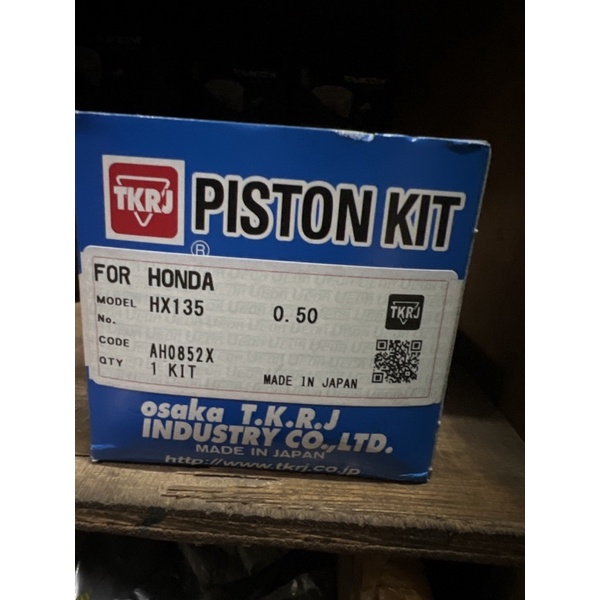 TKRJ PISTON KIT
®
FOR HONDA
MODEL HX135 0.50 TKRJ
No.
CODE AH0852X
QTY 1 KIT MADE IN JAPAN
osaka T.K.R.J
INDUSTRY CO.,LTD.
MADE IN JAPAN
http://www.tkrj.co.jp